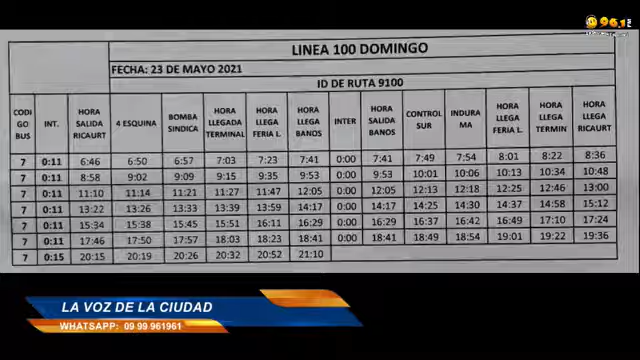 96.1 FM
LINEA 100 DOMINGO
FECHA: 23 DE MAYO 2021
ID DE RUTA 9100
CODI GO BUS INT. HORA SALIDA RICAURT 4 ESQUINA BOMBA SINDICA HORA LLEGADA TERMINAL HORA LLEGA FERIA L. HORA LLEGA BANOS INTER HORA SALIDA BANOS CONTROL SUR INDURA MA HORA LLEGA FERIA L. HORA LLEGA TERMIN HORA LLEGA RICAURT
7 0:11 6:46 6:50 6:57 7:03 7:23 7:41 0:00 7:41 7:49 7:54 8:01 8:22 8:36
7 0:11 8:58 9:02 9:09 9:15 9:35 9:53 0:00 9:53 10:01 10:06 10:13 10:34 10:48
7 0:11 11:10 11:14 11:21 11:27 11:47 12:05 0:00 12:05 12:13 12:18 12:25 12:46 13:00
7 0:11 13:22 13:26 13:33 13:39 13:59 14:17 0:00 14:17 14:25 14:30 14:37 14:58 15:12
7 0:11 15:34 15:38 15:45 15:51 16:11 16:29 0:00 16:29 16:37 16:42 16:49 17:10 17:24
7 0:11 17:46 17:50 17:57 18:03 18:23 18:41 0:00 18:41 18:49 18:54 19:01 19:22 19:36
7 0:15 20:15 20:19 20:26 20:32 20:52 21:10
LA VOZ DE LA CIUDAD
WHATSAPP: 09 99 961961